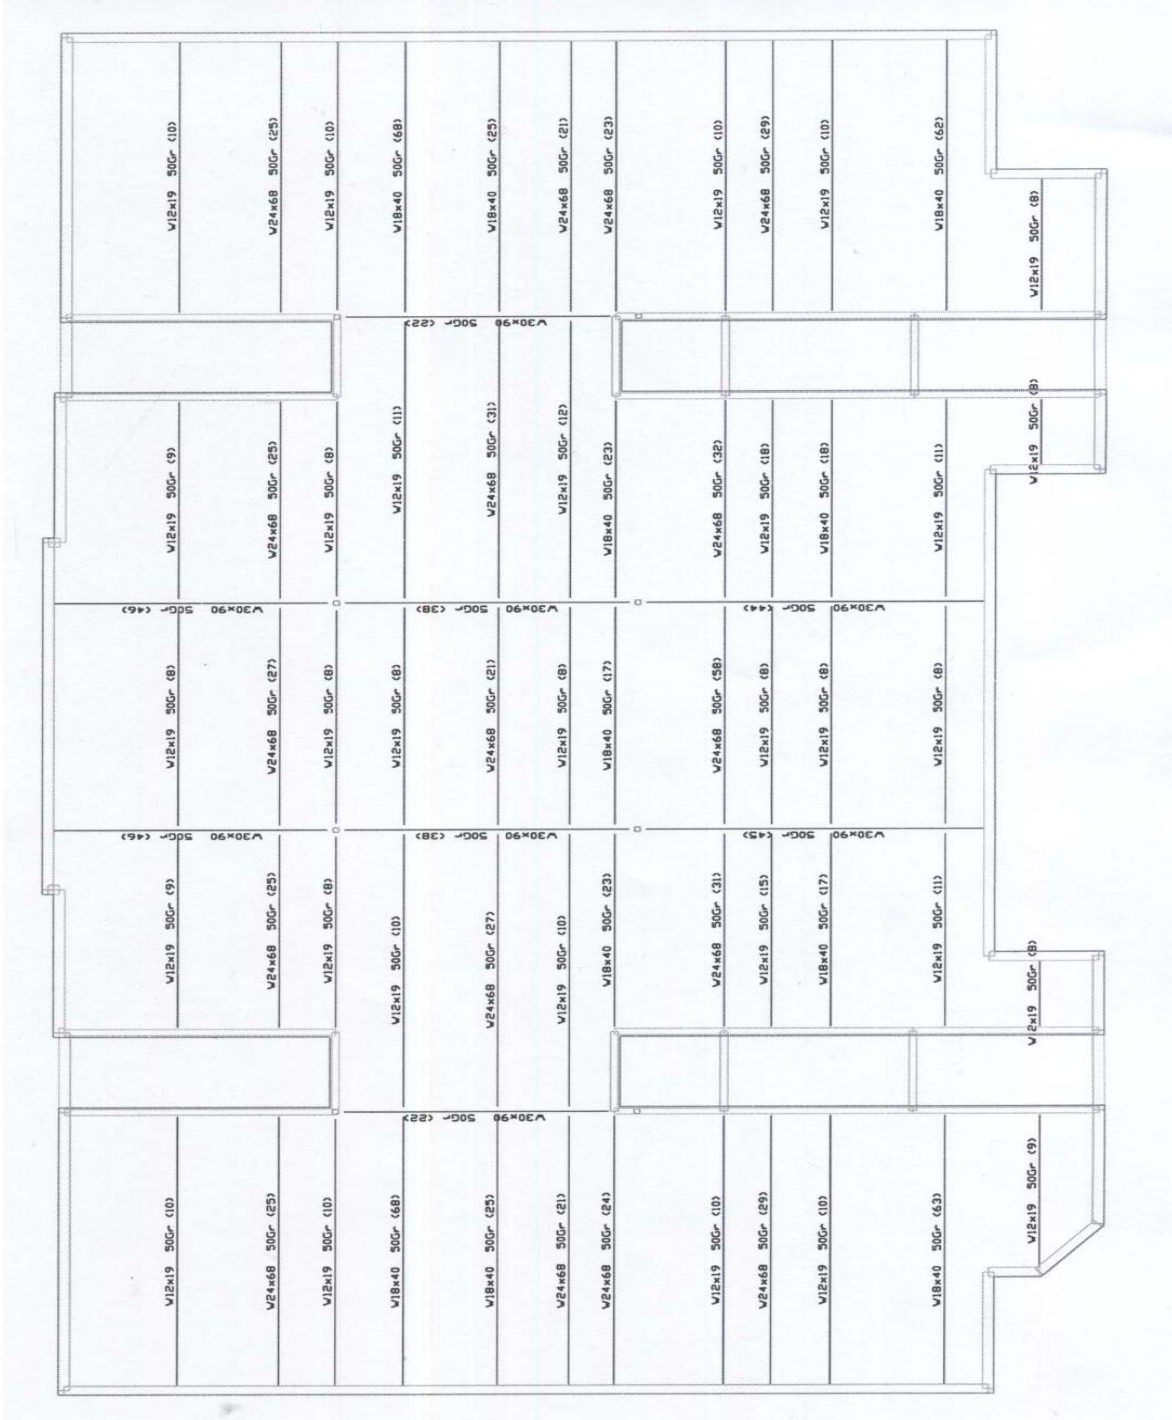 W12x19 50Gr (10)
W24x68 50Gr (25)
W12x19 50Gr (10)
W18x40 50Gr (68)
W18x40 50Gr (25)
W24x68 50Gr (21)
W24x68 50Gr (23)
W12x19 50Gr (10)
W24x68 50Gr (29)
W12x19 50Gr (10)
W18x40 50Gr (62)
W12x19 50Gr (8)
W30x90 50Gr (22)
W12x19 50Gr (9)
W24x68 50Gr (25)
W12x19 50Gr (8)
W12x19 50Gr (11)
W24x68 50Gr (31)
W12x19 50Gr (12)
W18x40 50Gr (23)
W24x68 50Gr (32)
W12x19 50Gr (18)
W18x40 50Gr (18)
W12x19 50Gr (11)
W12x19 50Gr (8)
W30x90 50Gr (46)
W30x90 50Gr (38)
W30x90 50Gr (44)
W12x19 50Gr (8)
W24x68 50Gr (27)
W12x19 50Gr (8)
W12x19 50Gr (8)
W24x68 50Gr (21)
W12x19 50Gr (8)
W18x40 50Gr (17)
W24x68 50Gr (58)
W12x19 50Gr (8)
W12x19 50Gr (8)
W12x19 50Gr (8)
W30x90 50Gr (46)
W30x90 50Gr (38)
W30x90 50Gr (45)
W12x19 50Gr (9)
W24x68 50Gr (25)
W12x19 50Gr (8)
W12x19 50Gr (10)
W24x68 50Gr (27)
W12x19 50Gr (10)
W18x40 50Gr (23)
W24x68 50Gr (31)
W12x19 50Gr (15)
W18x40 50Gr (17)
W12x19 50Gr (11)
W12x19 50Gr (8)
W30x90 50Gr (22)
W12x19 50Gr (10)
W24x68 50Gr (25)
W12x19 50Gr (10)
W18x40 50Gr (68)
W18x40 50Gr (25)
W24x68 50Gr (21)
W24x68 50Gr (24)
W12x19 50Gr (10)
W24x68 50Gr (29)
W12x19 50Gr (10)
W18x40 50Gr (63)
W12x19 50Gr (9)